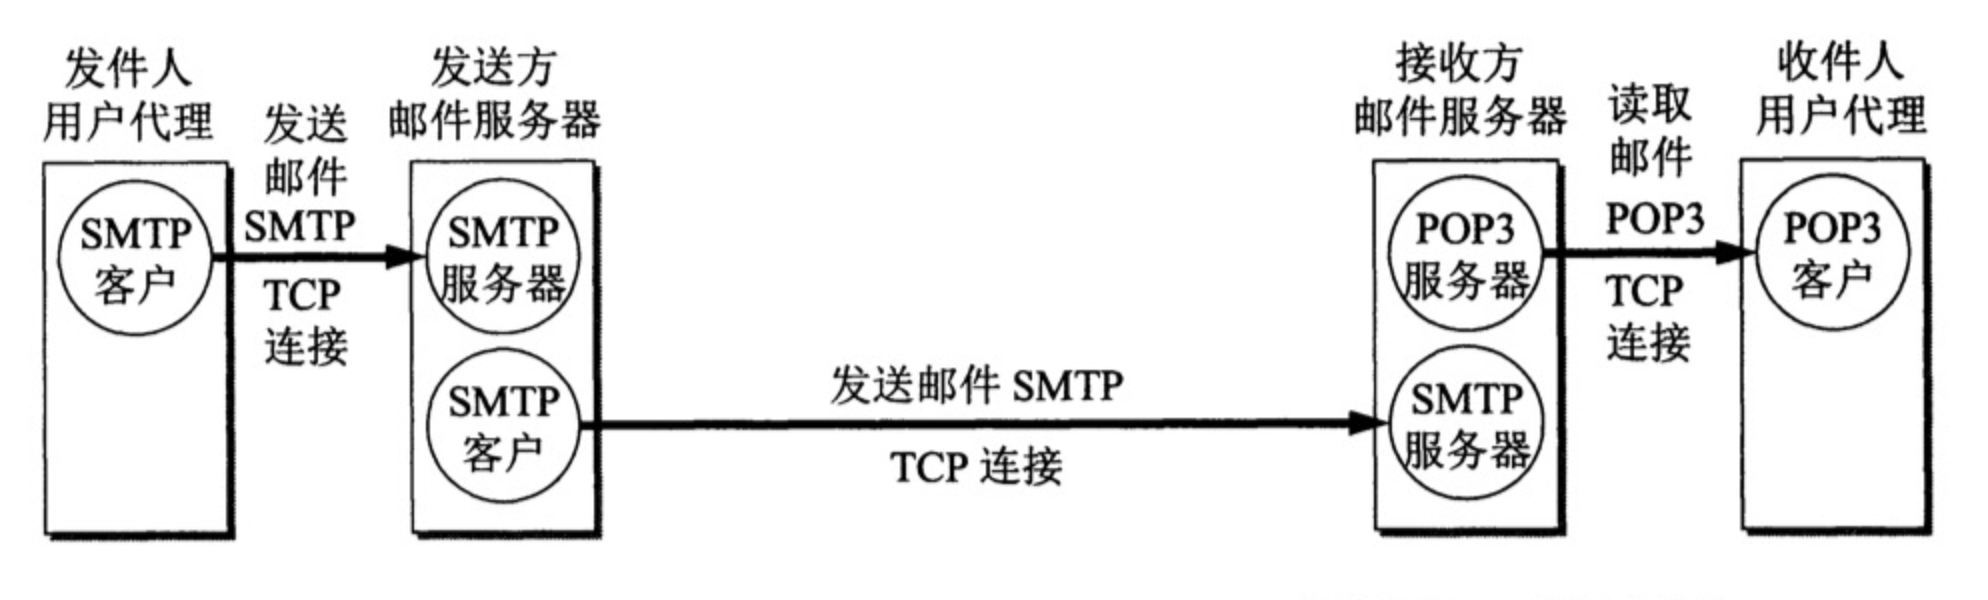 发件人
用户代理
发送
邮件
SMTP
TCP
连接
发送方
邮件服务器
接收方
邮件服务器
读取
邮件
POP3
TCP
连接
收件人
用户代理
SMTP
客户
SMTP
服务器
SMTP
客户
发送邮件 SMTP
TCP 连接
POP3
服务器
SMTP
服务器
POP3
客户